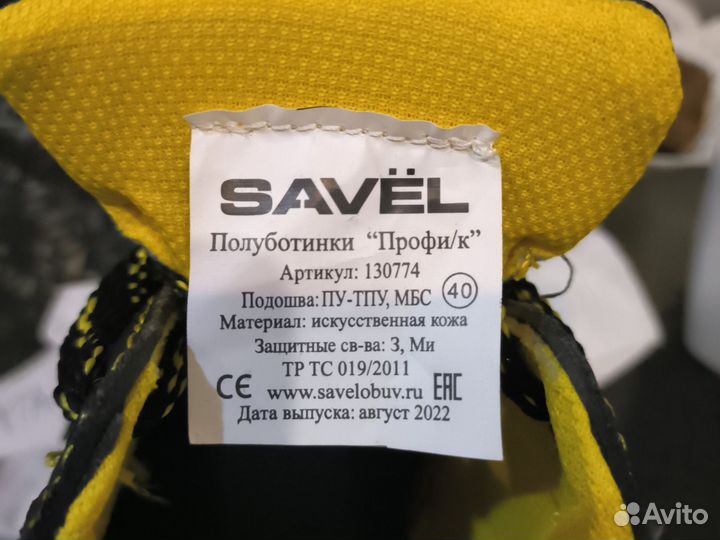 SAVËL
Полуботинки “Профи/к”
Артикул: 130774
Подошва: ПУ-ТПУ, МБС 40
Материал: искусственная кожа
Защитные св-ва: З, Ми
ТР ТС 019/2011
CE www.savelobuv.ru EAC
Дата выпуска: август 2022
Avito